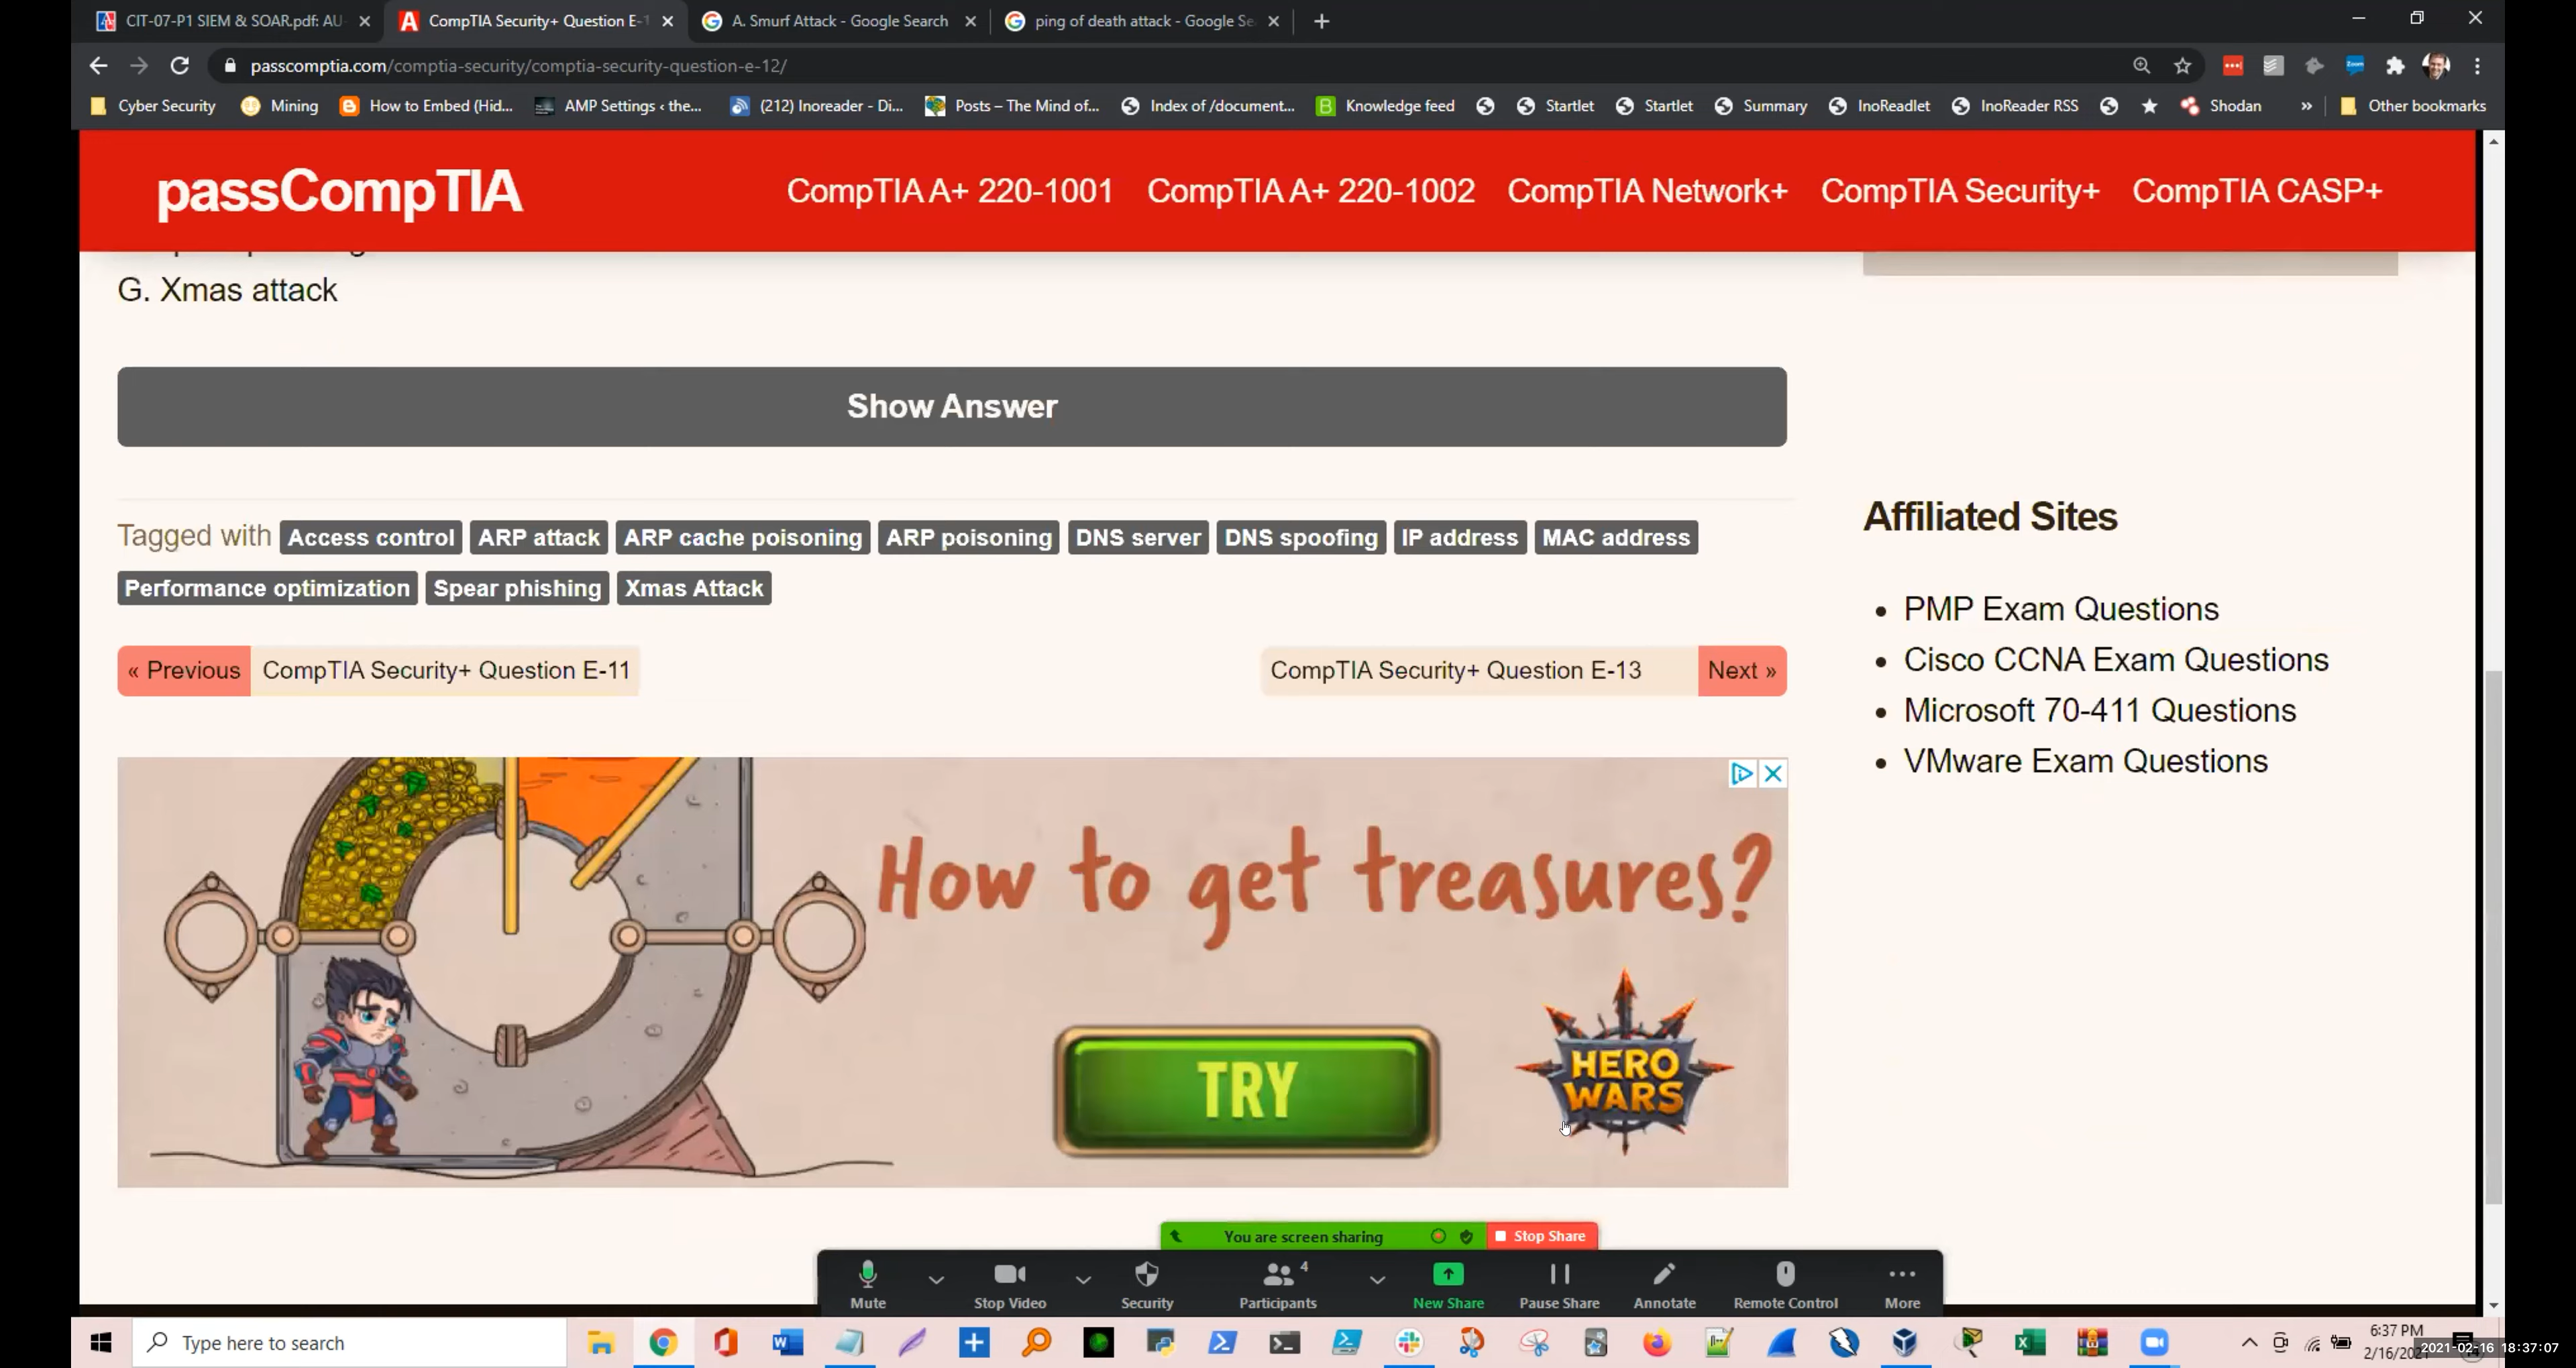 CIT-07-P1 SIEM & SOAR.pdf: AU
CompTIA Security+ Question E-1
A. Smurf Attack - Google Search
ping of death attack - Google Se
passcomptia.com/comptia-security/comptia-security-question-e-12/
Cyber Security
Mining
How to Embed (Hid...
AMP Settings ‹ the...
(212) Inoreader - Di...
Posts – The Mind of...
Index of /document...
Knowledge feed
Startlet
Startlet
Summary
InoReadlet
InoReader RSS
Shodan
»
Other bookmarks
passCompTIA
CompTIA A+ 220-1001 CompTIA A+ 220-1002 CompTIA Network+ CompTIA Security+ CompTIA CASP+
G. Xmas attack
Show Answer
Tagged with Access control ARP attack ARP cache poisoning ARP poisoning DNS server DNS spoofing IP address MAC address
Performance optimization Spear phishing Xmas Attack
« Previous CompTIA Security+ Question E-11
CompTIA Security+ Question E-13 Next »
Affiliated Sites
• PMP Exam Questions
• Cisco CCNA Exam Questions
• Microsoft 70-411 Questions
• VMware Exam Questions
How to get treasures?
TRY
HERO
WARS
You are screen sharing
Stop Share
Mute
Stop Video
Security
4
Participants
New Share
Pause Share
Annotate
Remote Control
More
Type here to search
6:37 PM
2/16/202
2021-02-16 18:37:07